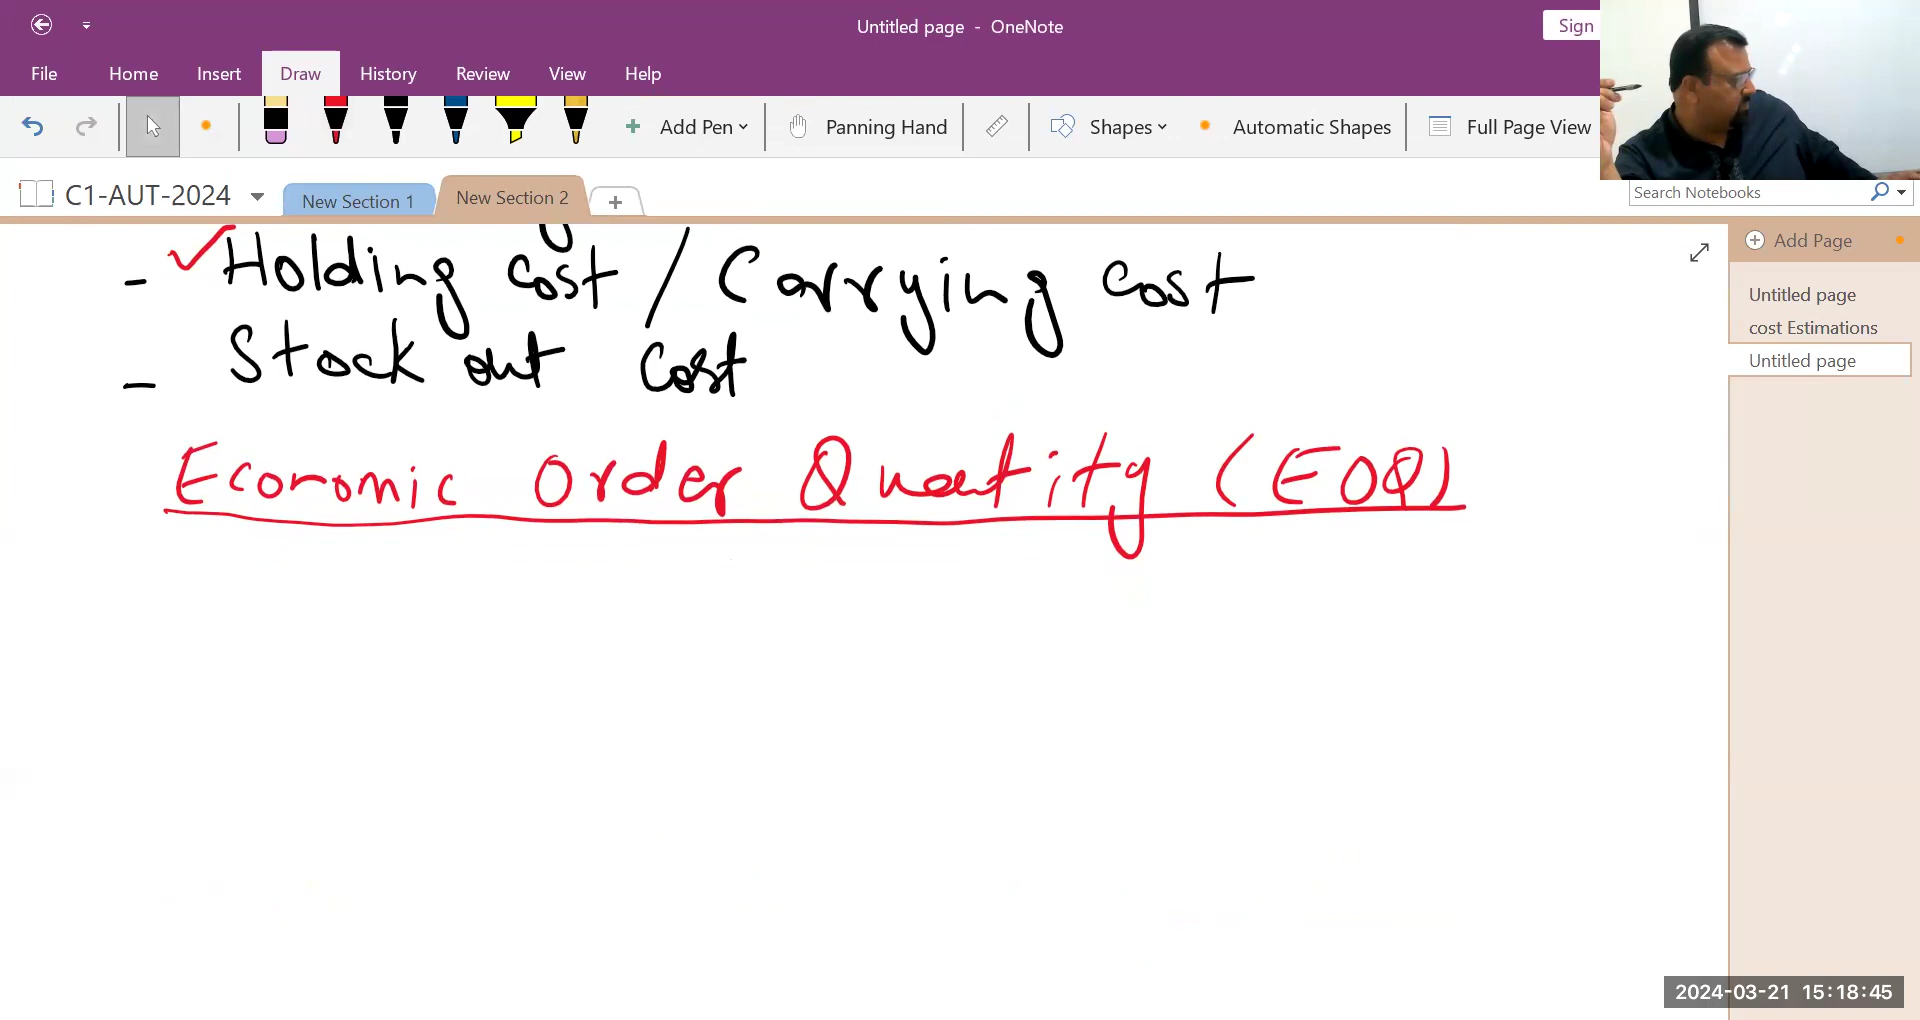 Untitled page - OneNote
Sign
File Home Insert Draw History Review View Help
Add Pen Panning Hand Shapes Automatic Shapes Full Page View
C1-AUT-2024 New Section 1 New Section 2 +
Search Notebooks
Add Page
Untitled page
cost Estimations
Untitled page
- Holding cost / Carrying cost
- Stock out cost
Economic Order Quantity (EOQ)
2024-03-21 15:18:45